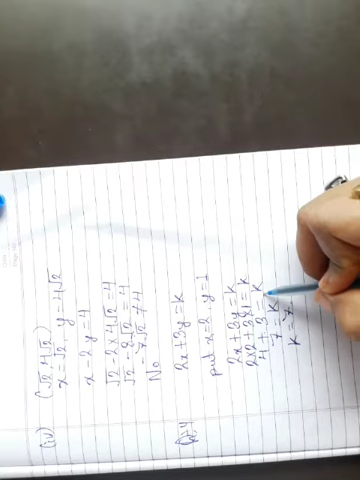 (iv) (√2, 4√2)
x = √2, y = 4√2
x - 2y = 4
√2 - 2×4√2 = 4
√2 - 8√2 = 4
-7√2 ≠ 4
No
Q.4 2x+3y = k
put x=2, y=1
2x+3y = k
2×2+3×1 = k
4+3 = k
7 = k
k = 7